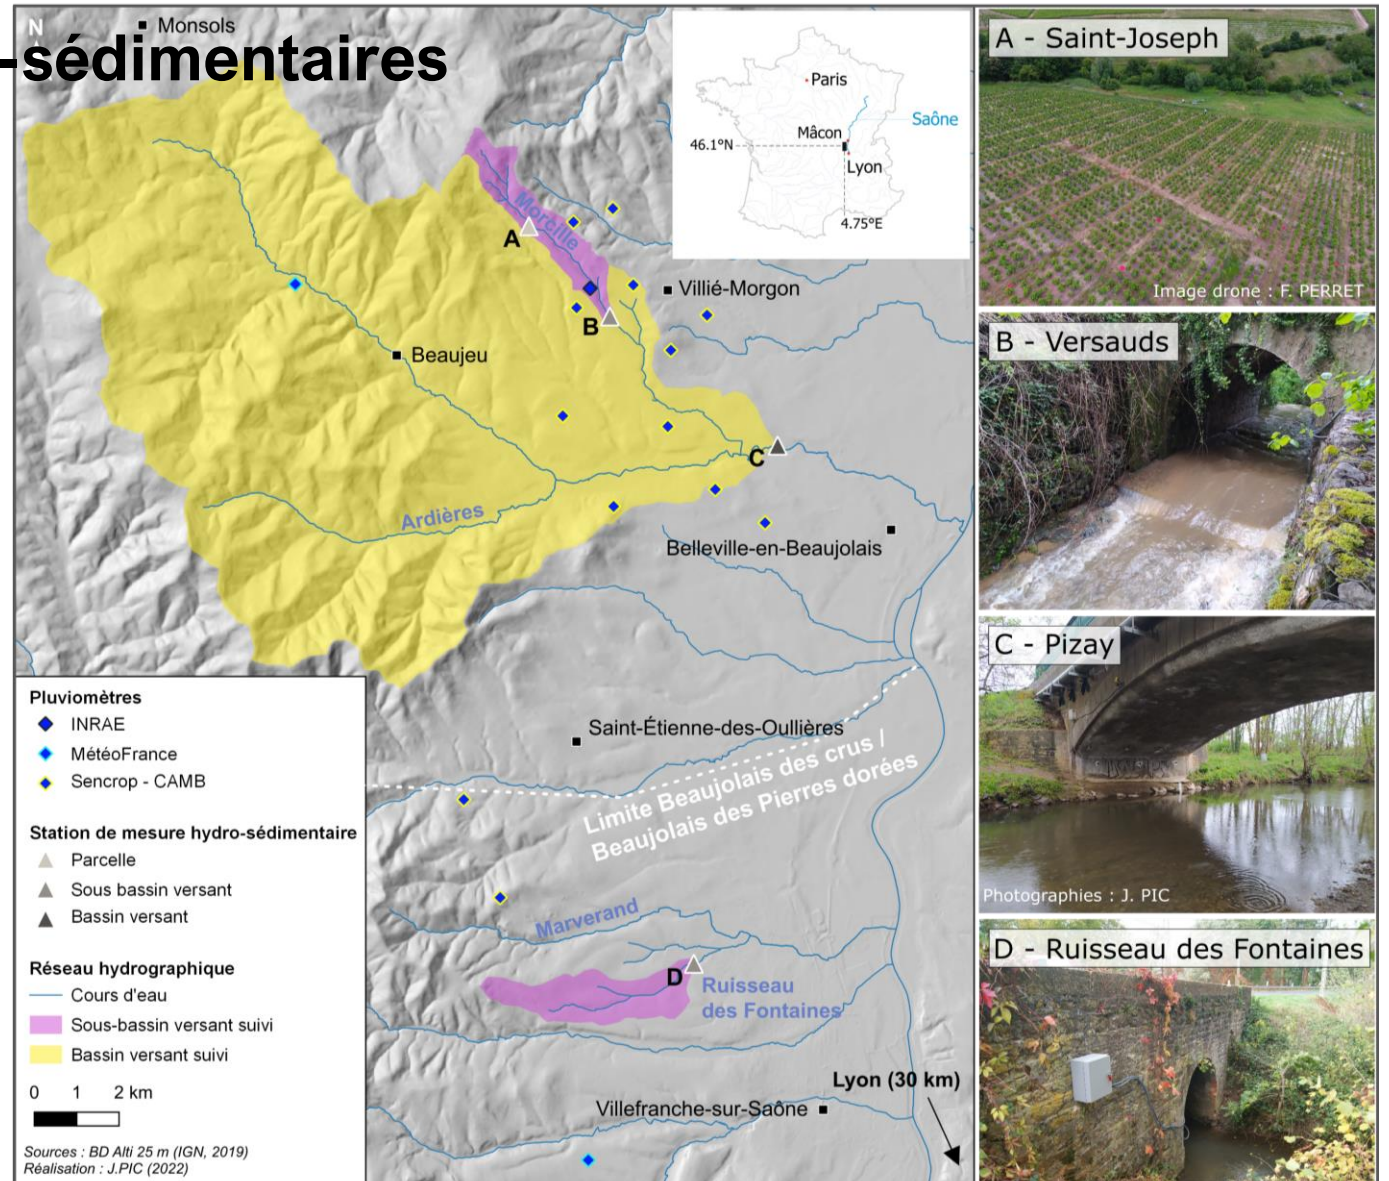 -sédimentaires
N
Monsols
Paris
Saône
Mâcon
46.1°N
Lyon
4.75°E
Morcille
A
Villié-Morgon
B
Beaujeu
C
Ardières
Belleville-en-Beaujolais
Saint-Étienne-des-Oullières
Limite Beaujolais des crus /
Beaujolais des Pierres dorées
Marverand
D
Ruisseau
des Fontaines
Lyon (30 km)
Villefranche-sur-Saône
Pluviomètres
INRAE
MétéoFrance
Sencrop - CAMB
Station de mesure hydro-sédimentaire
Parcelle
Sous bassin versant
Bassin versant
Réseau hydrographique
Cours d'eau
Sous-bassin versant suivi
Bassin versant suivi
0 1 2 km
Sources : BD Alti 25 m (IGN, 2019)
Réalisation : J.PIC (2022)
A - Saint-Joseph
Image drone : F. PERRET
B - Versauds
C - Pizay
Photographies : J. PIC
D - Ruisseau des Fontaines